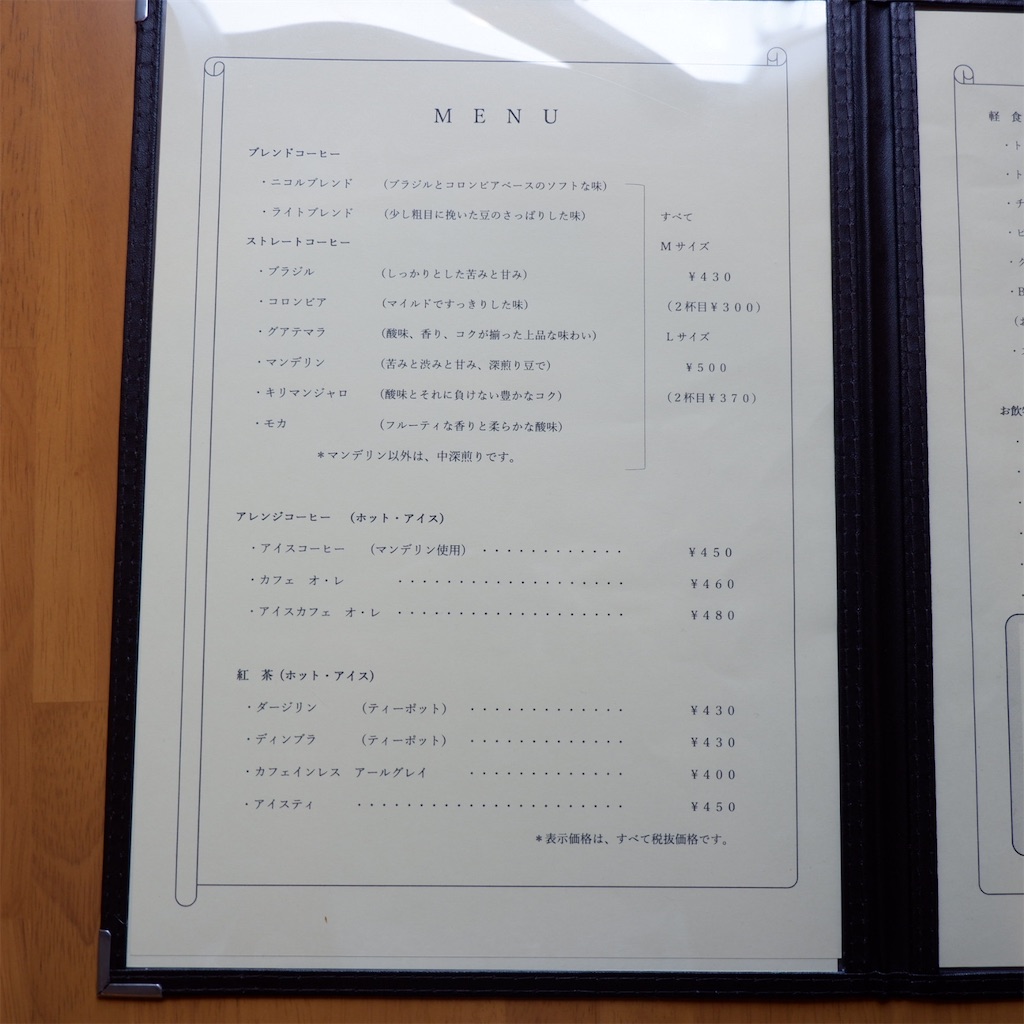 MENU
ブレンドコーヒー
・ニコルブレンド (ブラジルとコロンビアベースのソフトな味)
・ライトブレンド (少し粗目に挽いた豆のさっぱりした味)
ストレートコーヒー
・ブラジル (しっかりとした苦みと甘み)
・コロンビア (マイルドですっきりした味)
・グアテマラ (酸味、香り、コクが揃った上品な味わい)
・マンデリン (苦みと渋みと甘み、深煎り豆で)
・キリマンジャロ (酸味とそれに負けない豊かなコク)
・モカ (フルーティな香りと柔らかな酸味)
＊マンデリン以外は、中深煎りです。
すべて
Mサイズ
¥430
(2杯目¥300)
Lサイズ
¥500
(2杯目¥370)
アレンジコーヒー (ホット・アイス)
・アイスコーヒー (マンデリン使用) ・・・・・・・・・・・・ ¥450
・カフェ オ・レ ・・・・・・・・・・・・・・・・・・・ ¥460
・アイスカフェ オ・レ ・・・・・・・・・・・・・・・・・・・ ¥480
紅 茶 (ホット・アイス)
・ダージリン (ティーポット) ・・・・・・・・・・・・・ ¥430
・ディンブラ (ティーポット) ・・・・・・・・・・・・・ ¥430
・カフェインレス アールグレイ ・・・・・・・・・・・・・ ¥400
・アイスティ ・・・・・・・・・・・・・・・・・・・・・・ ¥450
＊表示価格は、すべて税抜価格です。
軽 食